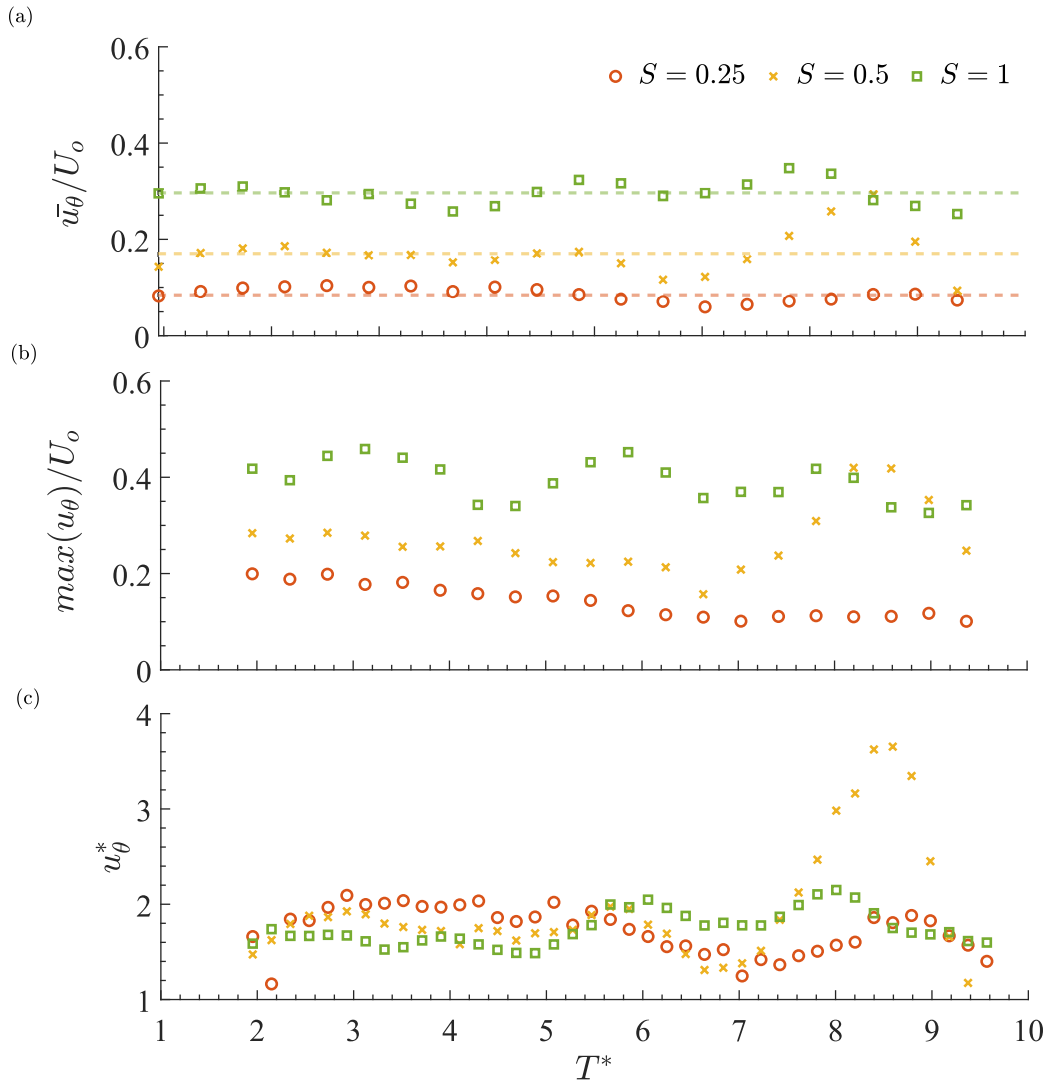 (a)
0.6
0.4
0.2
0
ū_θ/U_o
S = 0.25
S = 0.5
S = 1
(b)
0.6
0.4
0.2
0
max(u_θ)/U_o
(c)
4
3
2
1
u*_θ
1 2 3 4 5 6 7 8 9 10
T*